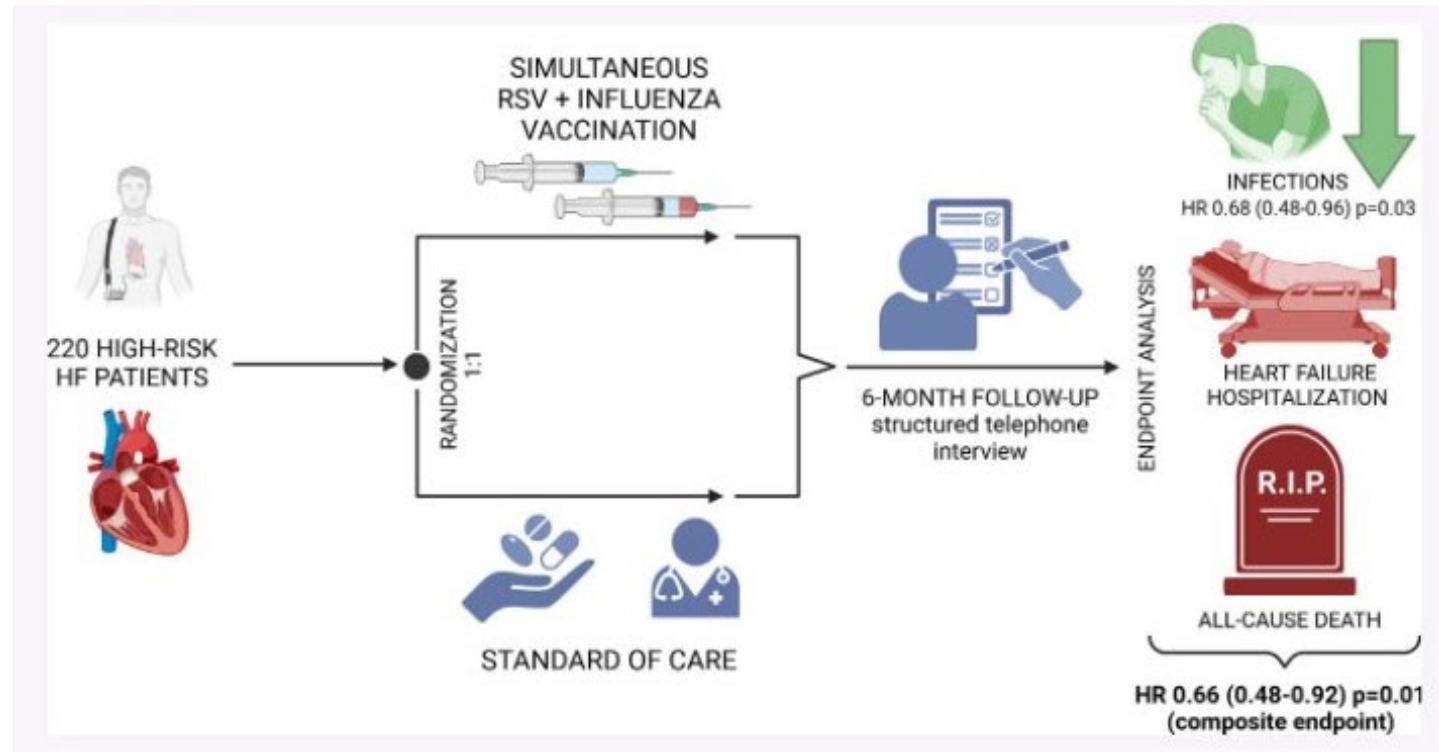 220 HIGH-RISK
HF PATIENTS
RANDOMIZATION
1:1
SIMULTANEOUS
RSV + INFLUENZA
VACCINATION
STANDARD OF CARE
6-MONTH FOLLOW-UP
structured telephone
interview
ENDPOINT ANALYSIS
INFECTIONS
HR 0.68 (0.48-0.96) p=0.03
HEART FAILURE
HOSPITALIZATION
R.I.P.
ALL-CAUSE DEATH
HR 0.66 (0.48-0.92) p=0.01
(composite endpoint)